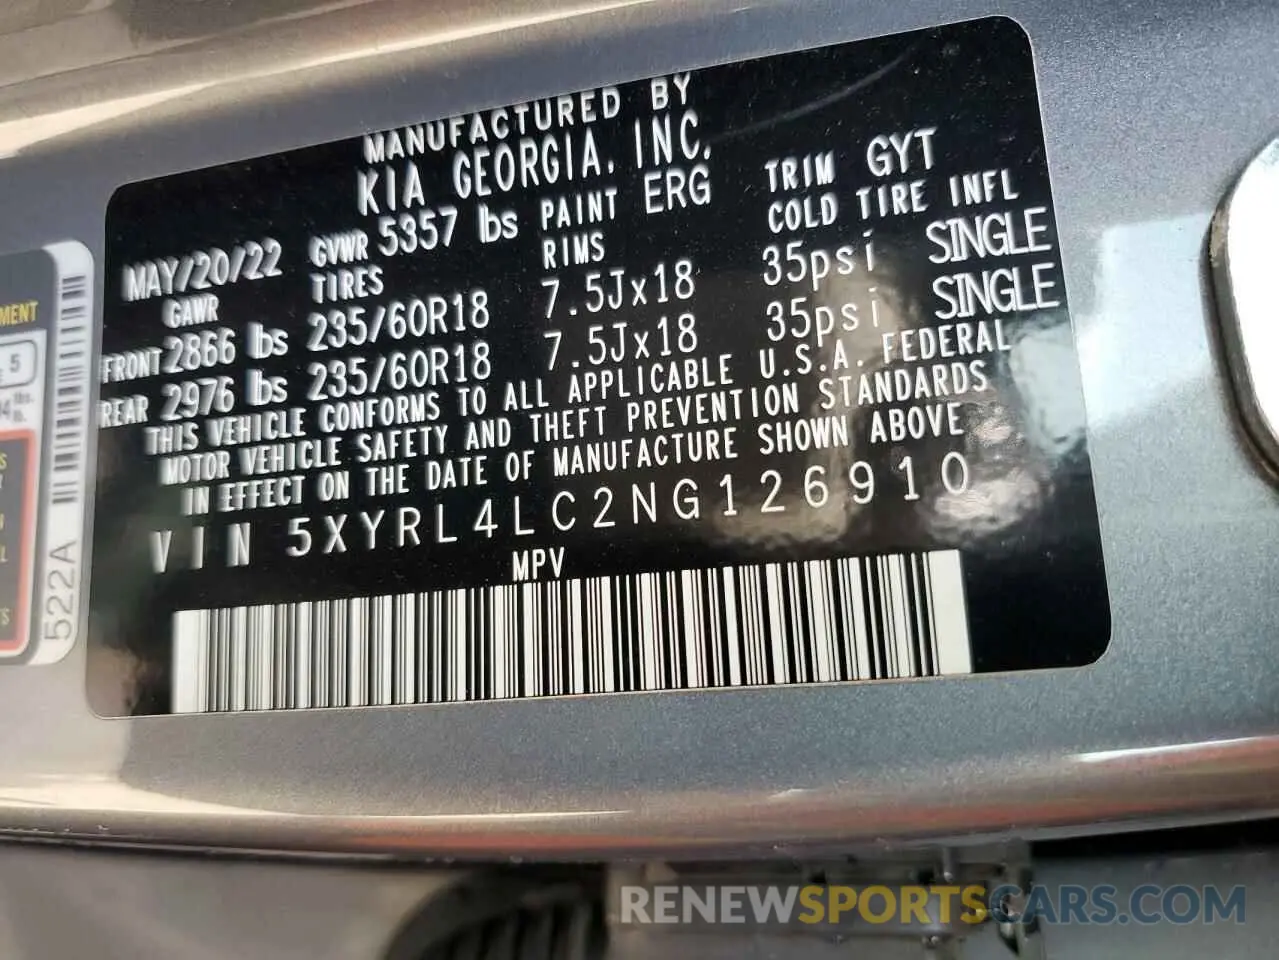 MANUFACTURED BY
KIA GEORGIA, INC.
MAY/20/22 GVWR 5357 lbs PAINT ERG TRIM GYT
GAWR TIRES RIMS COLD TIRE INFL
FRONT 2866 lbs 235/60R18 7.5Jx18 35psi SINGLE
REAR 2976 lbs 235/60R18 7.5Jx18 35psi SINGLE
THIS VEHICLE CONFORMS TO ALL APPLICABLE U.S.A. FEDERAL
MOTOR VEHICLE SAFETY AND THEFT PREVENTION STANDARDS
IN EFFECT ON THE DATE OF MANUFACTURE SHOWN ABOVE
VIN 5XYRL4LC2NG126910
MPV
5
lbs.
522A
RENEWSPORTSCARS.COM